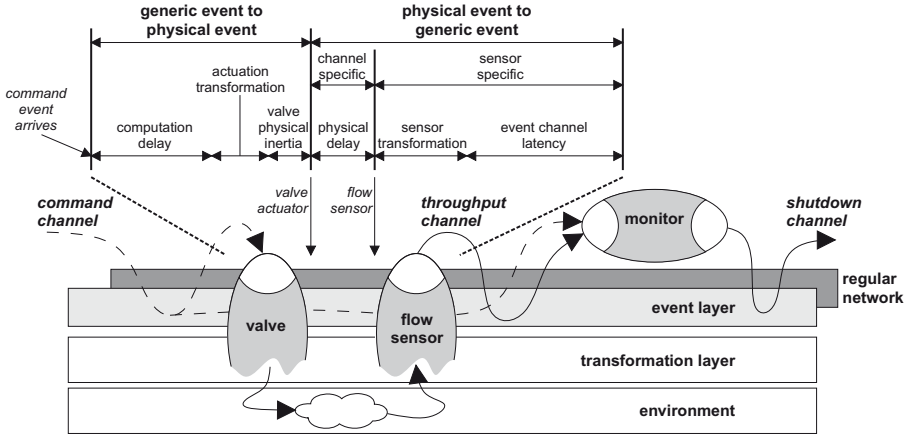 generic event to
physical event
physical event to
generic event
channel
specific
sensor
specific
actuation
transformation
command
event
arrives
computation
delay
valve
physical
inertia
physical
delay
sensor
transformation
event channel
latency
command
channel
valve
actuator
flow
sensor
throughput
channel
monitor
shutdown
channel
regular
network
event layer
valve
flow
sensor
transformation layer
environment